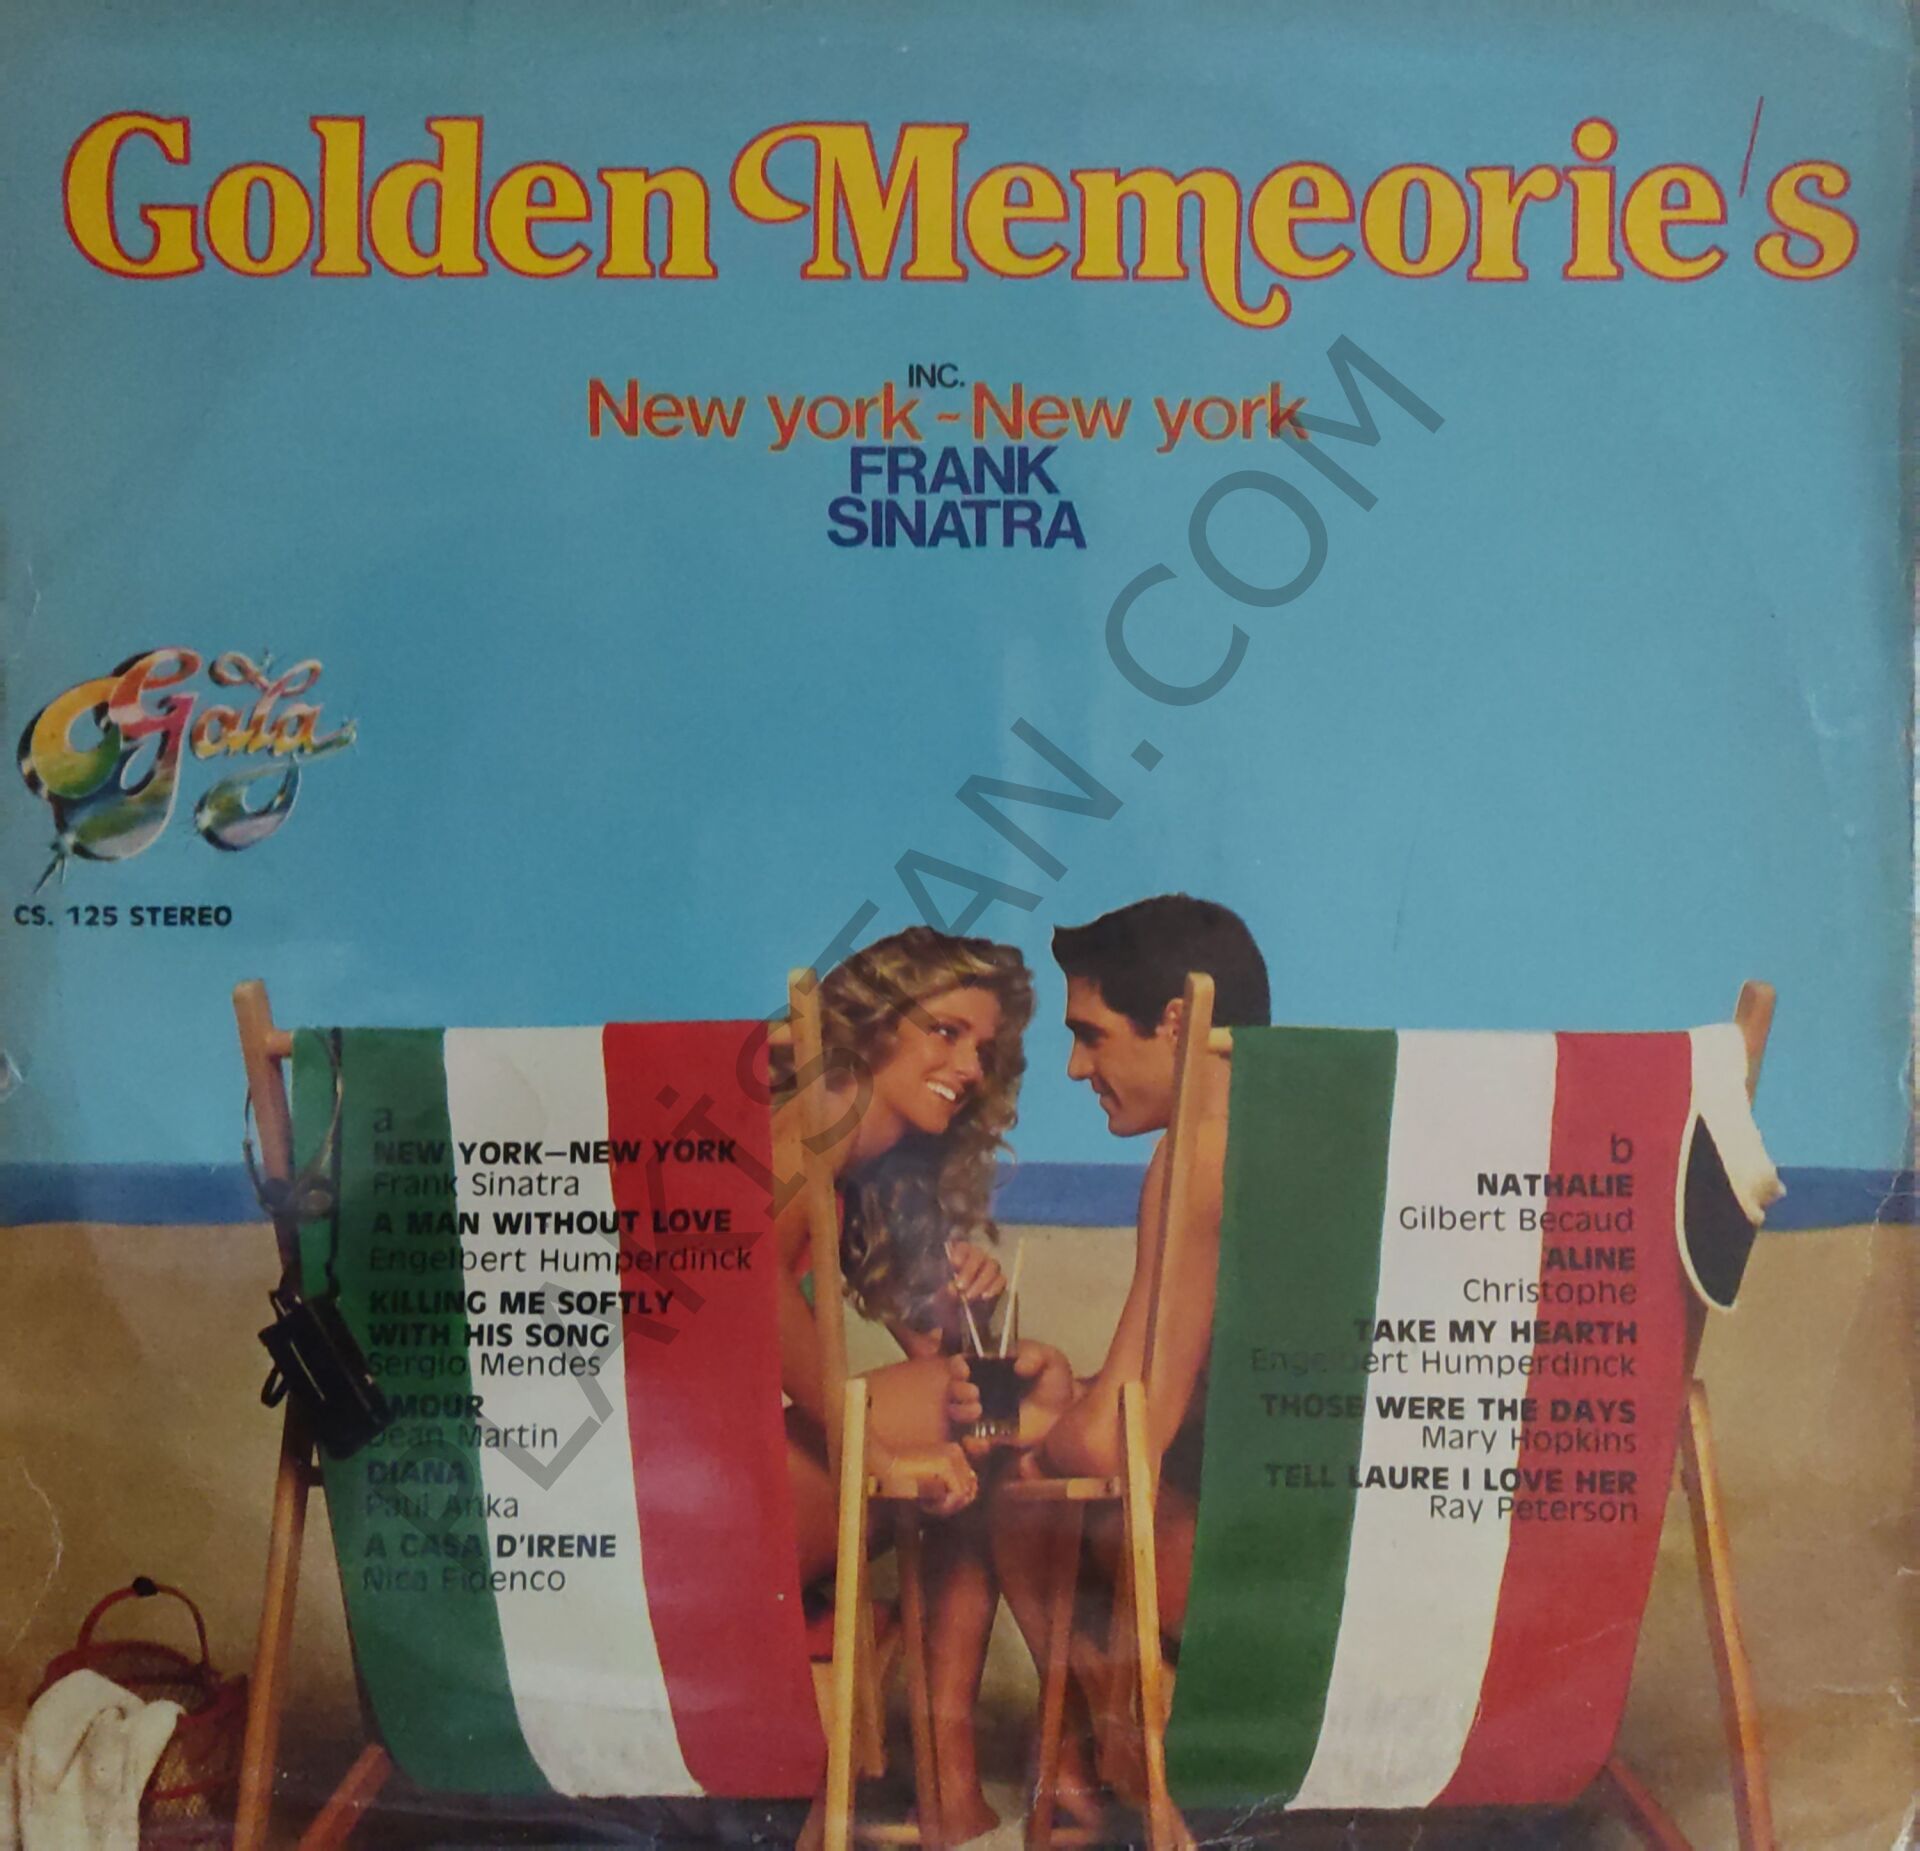 Golden Memeorie's
INC.
New york ~ New york
FRANK
SINATRA
Gala
CS. 125 STEREO
a
NEW YORK—NEW YORK
Frank Sinatra
A MAN WITHOUT LOVE
Engelbert Humperdinck
KILLING ME SOFTLY
WITH HIS SONG
Sergio Mendes
AMOUR
Dean Martin
DIANA
Paul Anka
A CASA D'IRENE
Nico Fidenco
b
NATHALIE
Gilbert Becaud
ALINE
Christophe
TAKE MY HEARTH
Engelbert Humperdinck
THOSE WERE THE DAYS
Mary Hopkins
TELL LAURE I LOVE HER
Ray Peterson
PLAKİSTAN.COM